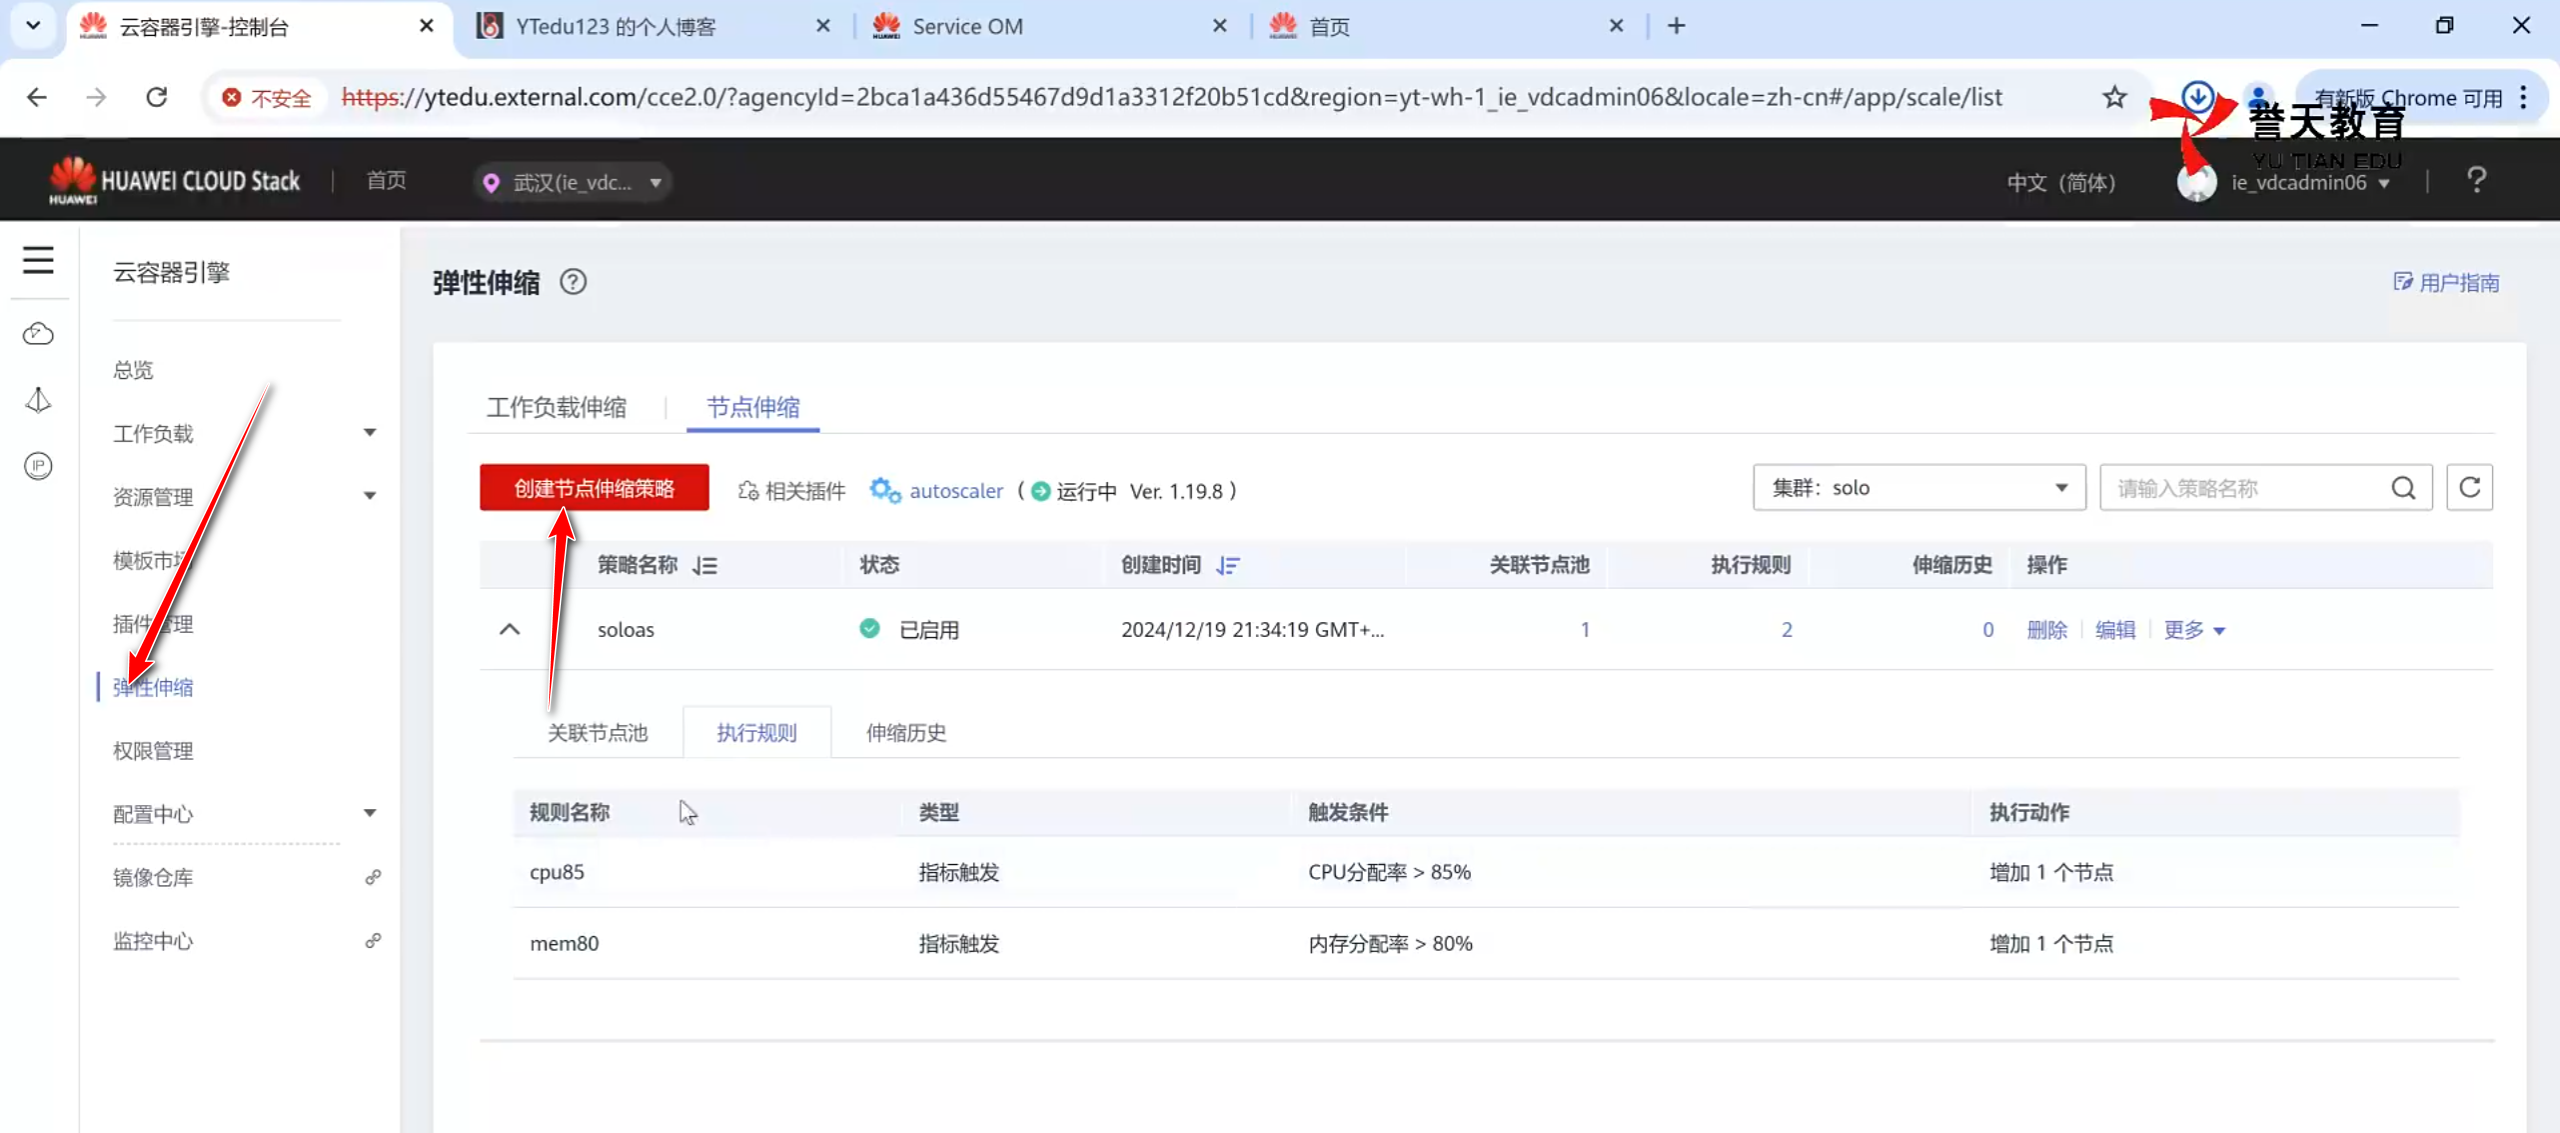 云容器引擎-控制台
YTedu123 的个人博客
Service OM
首页
不安全 https://ytedu.external.com/cce2.0/?agencyId=2bca1a436d55467d9d1a3312f20b51cd&region=yt-wh-1_ie_vdcadmin06&locale=zh-cn#/app/scale/list
有新版 Chrome 可用
誉天教育
YU TIAN EDU
HUAWEI
HUAWEI CLOUD Stack
首页
武汉(ie_vdc...
中文（简体）
ie_vdcadmin06
?
云容器引擎
总览
工作负载
资源管理
模板市场
插件管理
弹性伸缩
权限管理
配置中心
镜像仓库
监控中心
弹性伸缩
用户指南
工作负载伸缩
节点伸缩
创建节点伸缩策略
相关插件 autoscaler ( 运行中 Ver. 1.19.8 )
集群：solo
请输入策略名称
策略名称 状态 创建时间 关联节点池 执行规则 伸缩历史 操作
soloas 已启用 2024/12/19 21:34:19 GMT+... 1 2 0 删除 编辑 更多
关联节点池 执行规则 伸缩历史
规则名称 类型 触发条件 执行动作
cpu85 指标触发 CPU分配率 > 85% 增加 1 个节点
mem80 指标触发 内存分配率 > 80% 增加 1 个节点